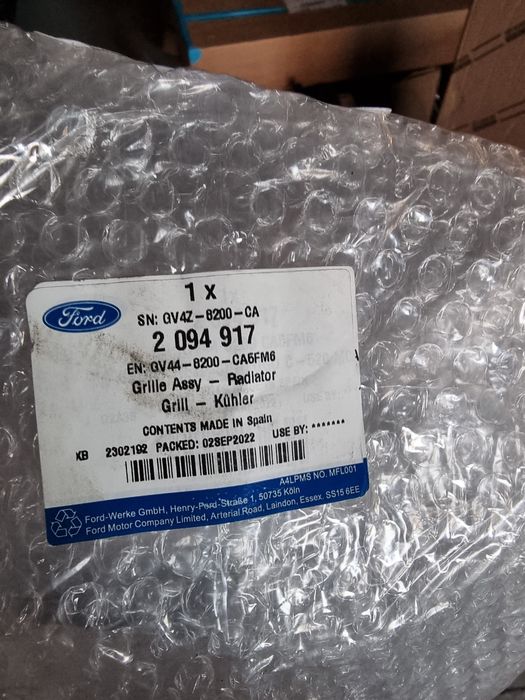 1 x
Ford
SN: GV4Z-8200-CA
2 094 917
EN: GV44-8200-CA5FM6
Grille Assy - Radiator
Grill - Kühler
CONTENTS MADE IN Spain
KB 2302192 PACKED: 02SEP2022 USE BY: *******
A4LPMS NO. MFL001
Ford-Werke GmbH, Henry-Ford-Straße 1, 50735 Köln
Ford Motor Company Limited, Arterial Road, Laindon, Essex. SS15 6EE